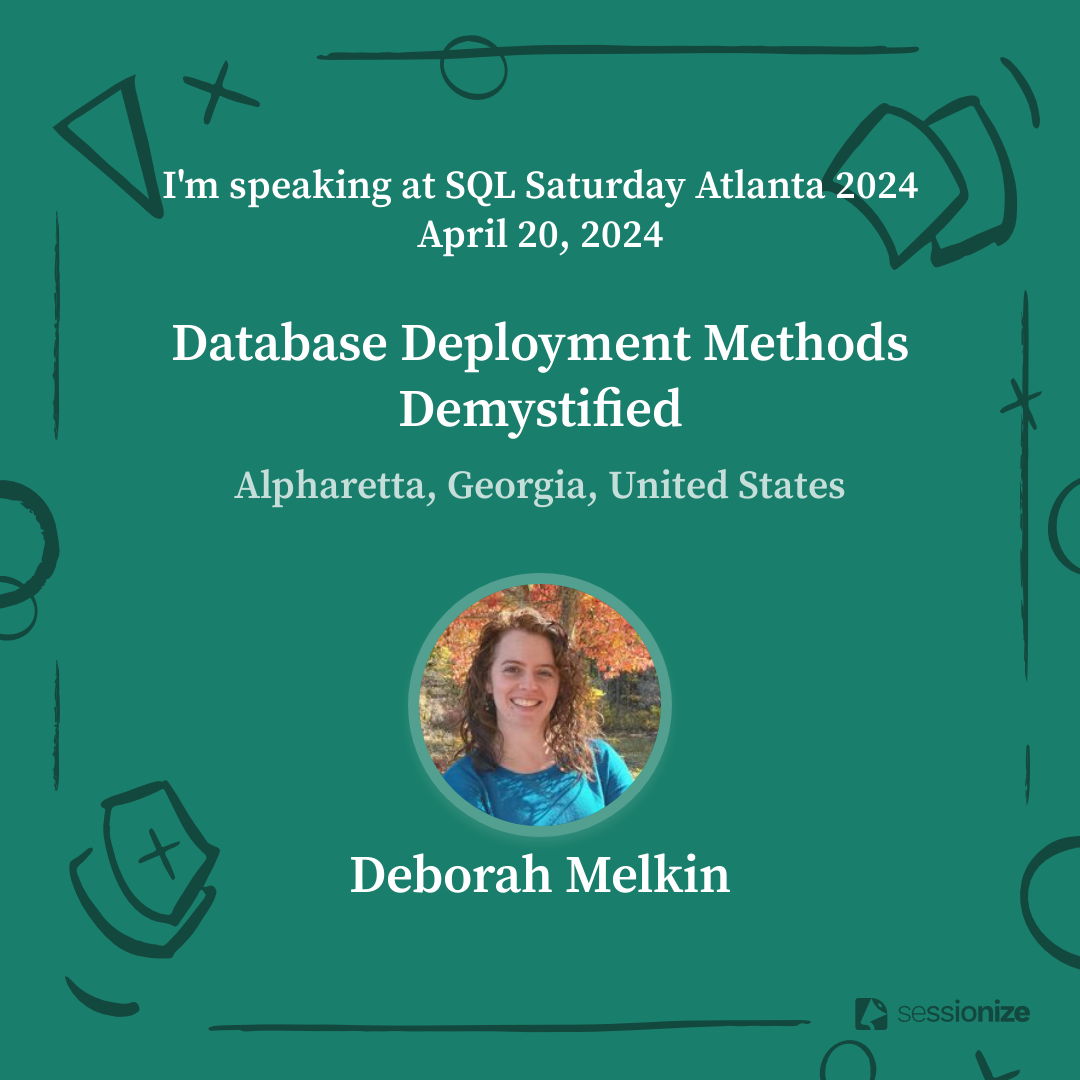 I'm speaking at SQL Saturday Atlanta 2024
April 20, 2024
Database Deployment Methods
Demystified
Alpharetta, Georgia, United States
Deborah Melkin
sessionize